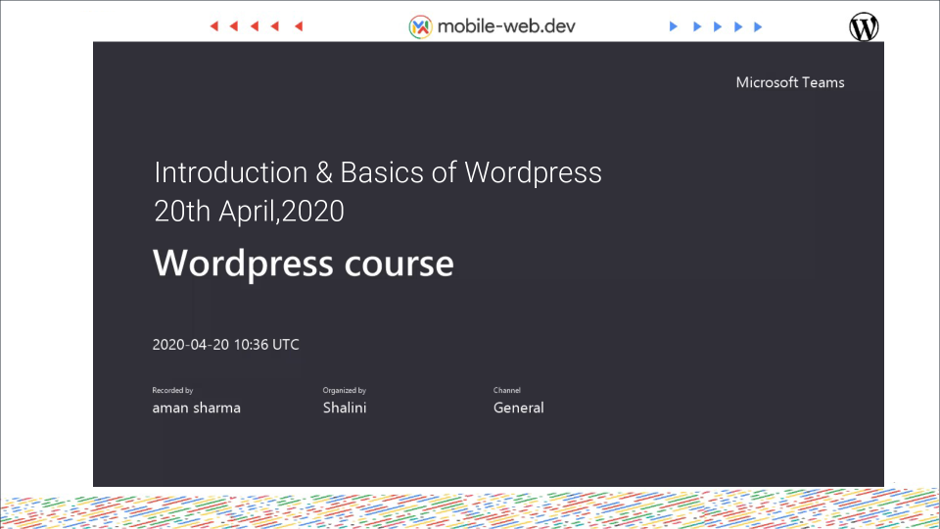 mobile-web.dev
Microsoft Teams
Introduction & Basics of Wordpress
20th April,2020
Wordpress course
2020-04-20 10:36 UTC
Recorded by
aman sharma
Organized by
Shalini
Channel
General